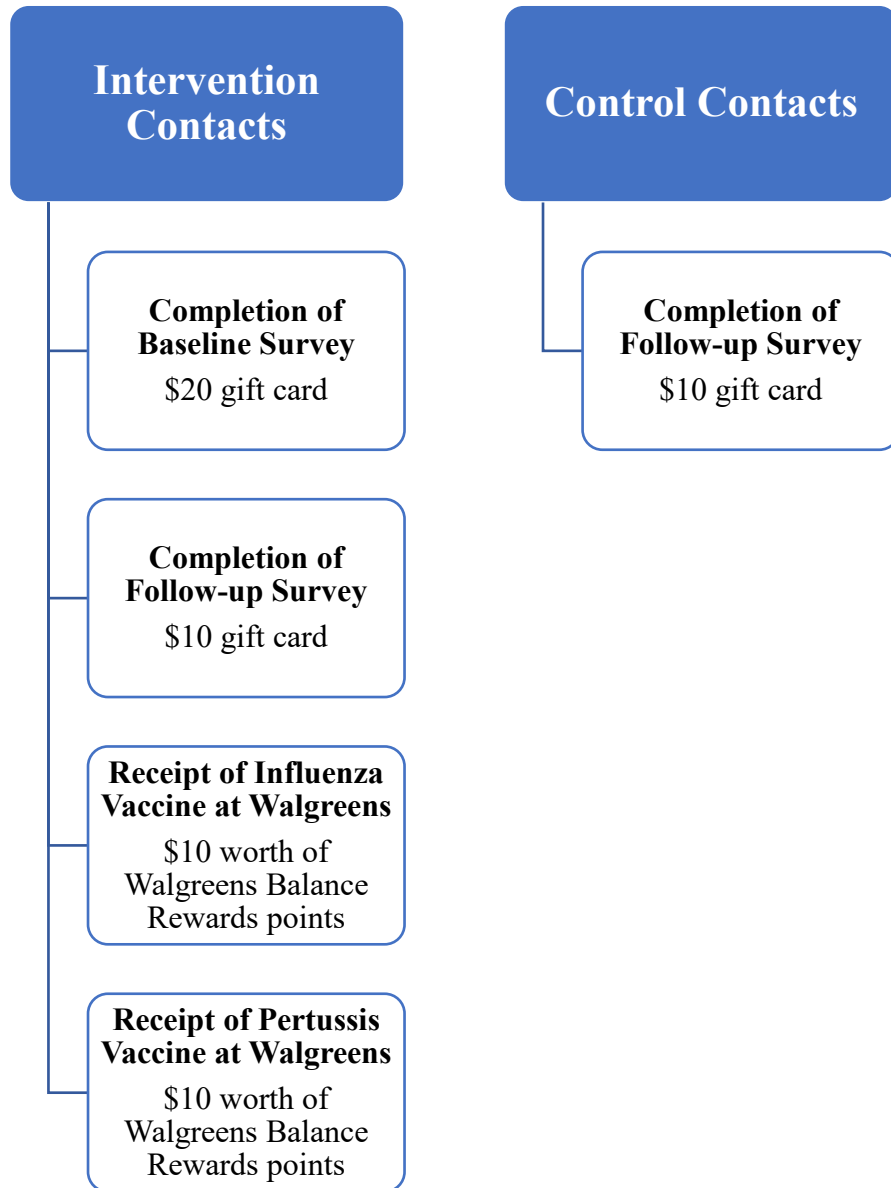 Intervention
Contacts
Completion of
Baseline Survey
$20 gift card
Completion of
Follow-up Survey
$10 gift card
Receipt of Influenza
Vaccine at Walgreens
$10 worth of
Walgreens Balance
Rewards points
Receipt of Pertussis
Vaccine at Walgreens
$10 worth of
Walgreens Balance
Rewards points
Control Contacts
Completion of
Follow-up Survey
$10 gift card